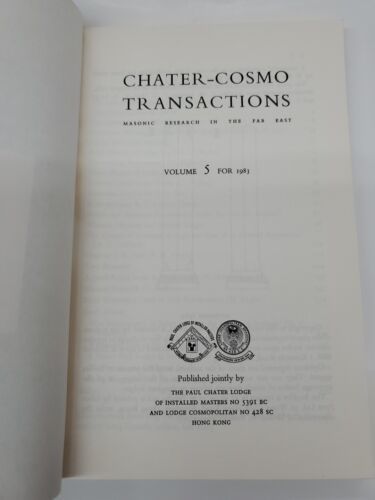 CHATER-COSMO
TRANSACTIONS
MASONIC RESEARCH IN THE FAR EAST
VOLUME 5 FOR 1983
Published jointly by
THE PAUL CHATER LODGE
OF INSTALLED MASTERS NO 5391 EC
AND LODGE COSMOPOLITAN NO 428 SC
HONG KONG